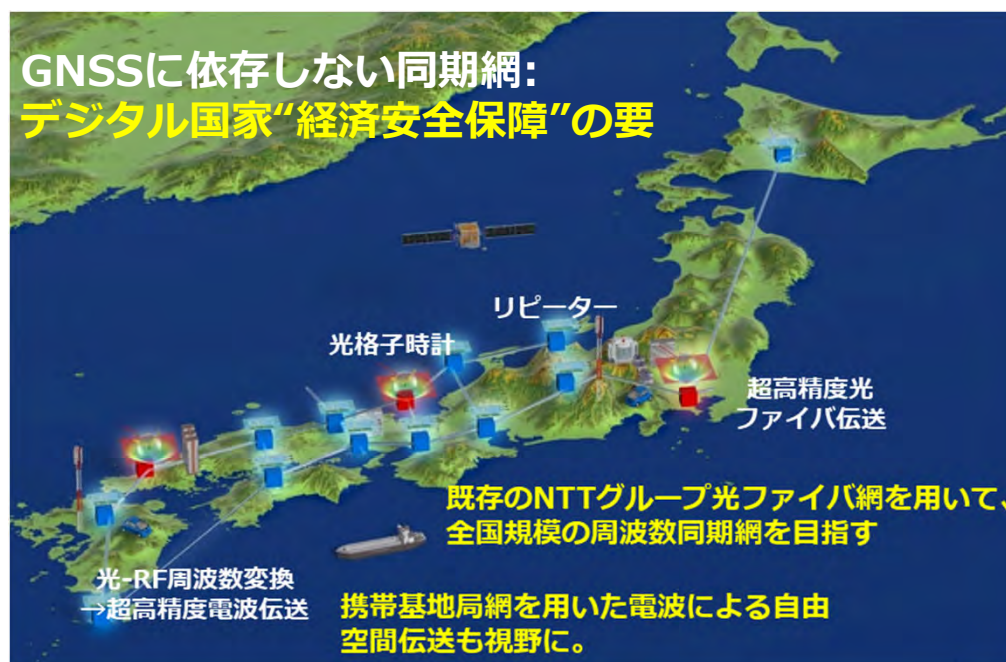 GNSSに依存しない同期網:
デジタル国家“経済安全保障”の要
リピーター
光格子時計
超高精度光
ファイバ伝送
既存のNTTグループ光ファイバ網を用いて、
全国規模の周波数同期網を目指す
光-RF周波数変換
→超高精度電波伝送
携帯基地局網を用いた電波による自由
空間伝送も視野に。